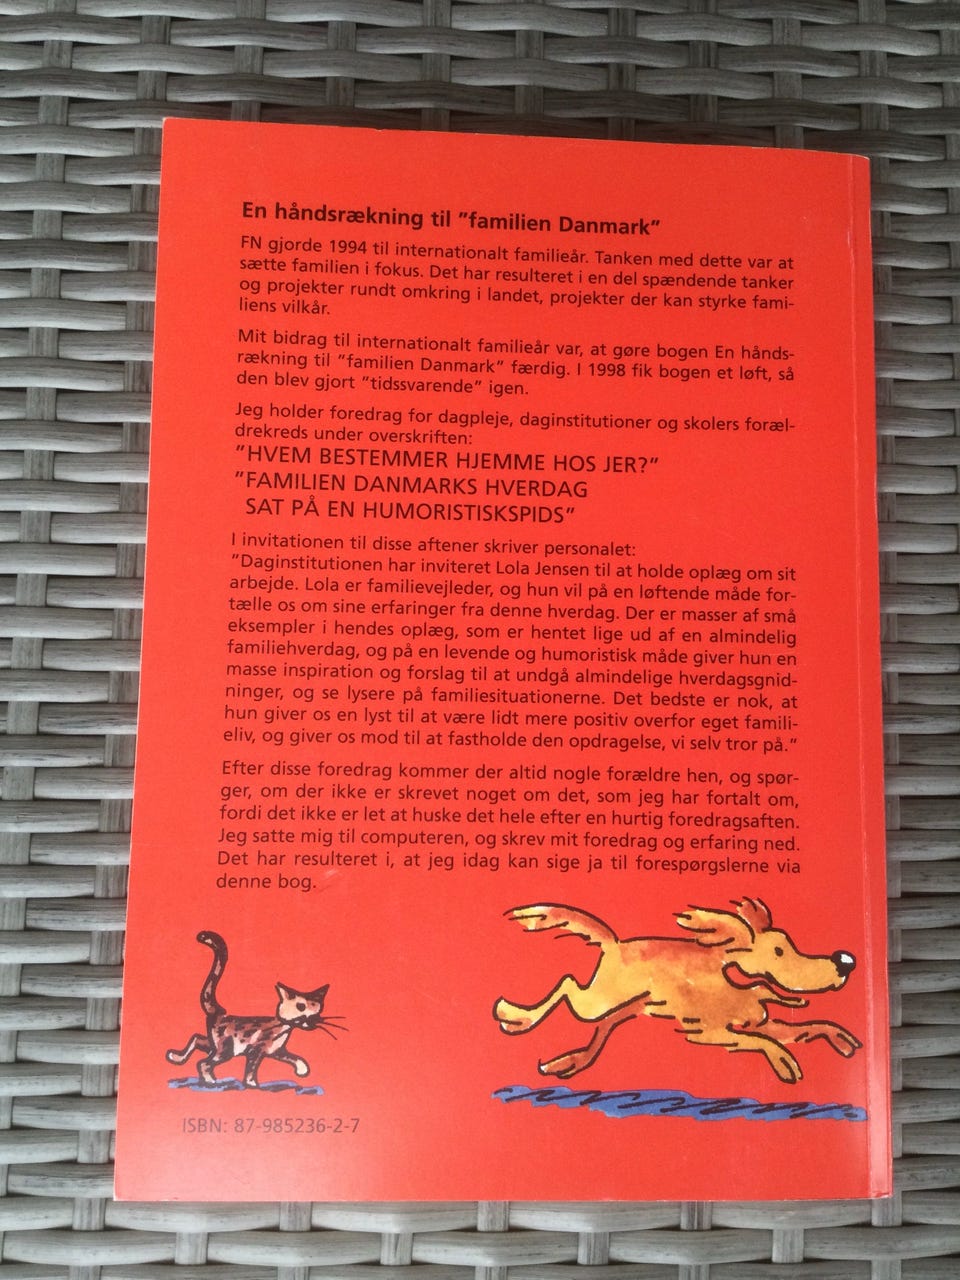 En håndsrækning til ”familien Danmark”
FN gjorde 1994 til internationalt familieår. Tanken med dette var at
sætte familien i fokus. Det har resulteret i en del spændende tanker
og projekter rundt omkring i landet, projekter der kan styrke fami-
liens vilkår.
Mit bidrag til internationalt familieår var, at gøre bogen En hånds-
rækning til ”familien Danmark” færdig. I 1998 fik bogen et løft, så
den blev gjort ”tidssvarende” igen.
Jeg holder foredrag for dagpleje, daginstitutioner og skolers foræl-
drekreds under overskriften:
”HVEM BESTEMMER HJEMME HOS JER?”
”FAMILIEN DANMARKS HVERDAG
SAT PÅ EN HUMORISTISKSPIDS”
I invitationen til disse aftener skriver personalet:
”Daginstitutionen har inviteret Lola Jensen til at holde oplæg om sit
arbejde. Lola er familievejleder, og hun vil på en løftende måde for-
tælle os om sine erfaringer fra denne hverdag. Der er masser af små
eksempler i hendes oplæg, som er hentet lige ud af en almindelig
familiehverdag, og på en levende og humoristisk måde giver hun en
masse inspiration og forslag til at undgå almindelige hverdagsgnid-
ninger, og se lysere på familiesituationerne. Det bedste er nok, at
hun giver os en lyst til at være lidt mere positiv overfor eget famili-
eliv, og giver os mod til at fastholde den opdragelse, vi selv tror på.”
Efter disse foredrag kommer der altid nogle forældre hen, og spør-
ger, om der ikke er skrevet noget om det, som jeg har fortalt om,
fordi det ikke er let at huske det hele efter en hurtig foredragsaften.
Jeg satte mig til computeren, og skrev mit foredrag og erfaring ned.
Det har resulteret i, at jeg idag kan sige ja til forespørgslerne via
denne bog.
ISBN: 87-985236-2-7